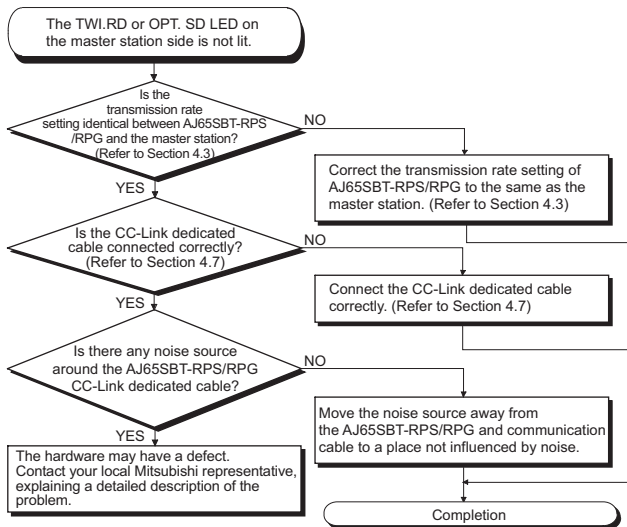 The TWI.RD or OPT. SD LED on
the master station side is not lit.
Is the
transmission rate
setting identical between AJ65SBT-RPS
/RPG and the master station?
(Refer to Section 4.3)
NO
YES
Correct the transmission rate setting of
AJ65SBT-RPS/RPG to the same as the
master station. (Refer to Section 4.3)
Is the CC-Link dedicated
cable connected correctly?
(Refer to Section 4.7)
NO
YES
Connect the CC-Link dedicated cable
correctly. (Refer to Section 4.7)
Is there any noise source
around the AJ65SBT-RPS/RPG
CC-Link dedicated cable?
NO
YES
Move the noise source away from
the AJ65SBT-RPS/RPG and communication
cable to a place not influenced by noise.
The hardware may have a defect.
Contact your local Mitsubishi representative,
explaining a detailed description of the
problem.
Completion